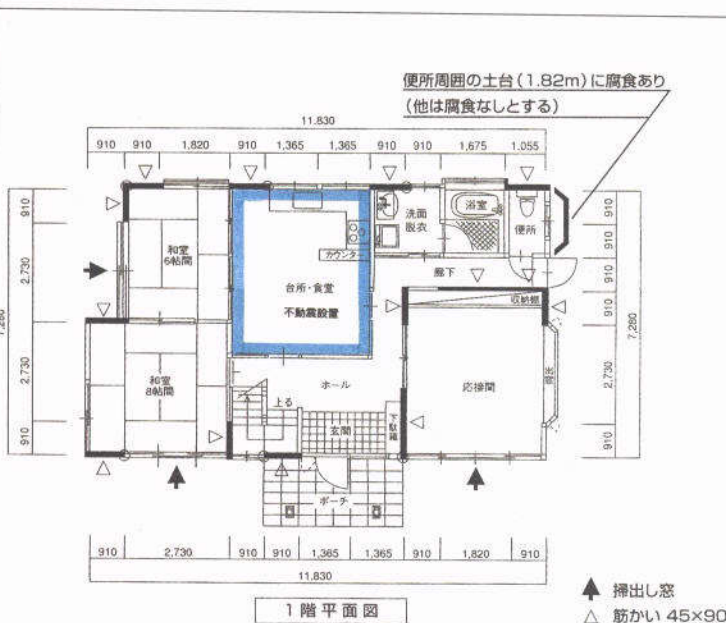 便所周囲の土台(1.82m)に腐食あり
(他は腐食なしとする)
11.830
910 910 1,820 910 1,365 1,365 910 910 1,675 1.055
910
2,730
2,730
910
7,280
和室
6帖間
台所・食堂
不動震設置
カウンター
洗面
脱衣
浴室
便所
廊下
収納棚
和室
8帖間
ホール
上る
玄関
下駄箱
応接間
ポーチ
910
910
910
910
2,730
910
7,280
910 2,730 910 910 1,365 1,365 910 1,820 910
11.830
1階平面図
掃出し窓
筋かい 45×90